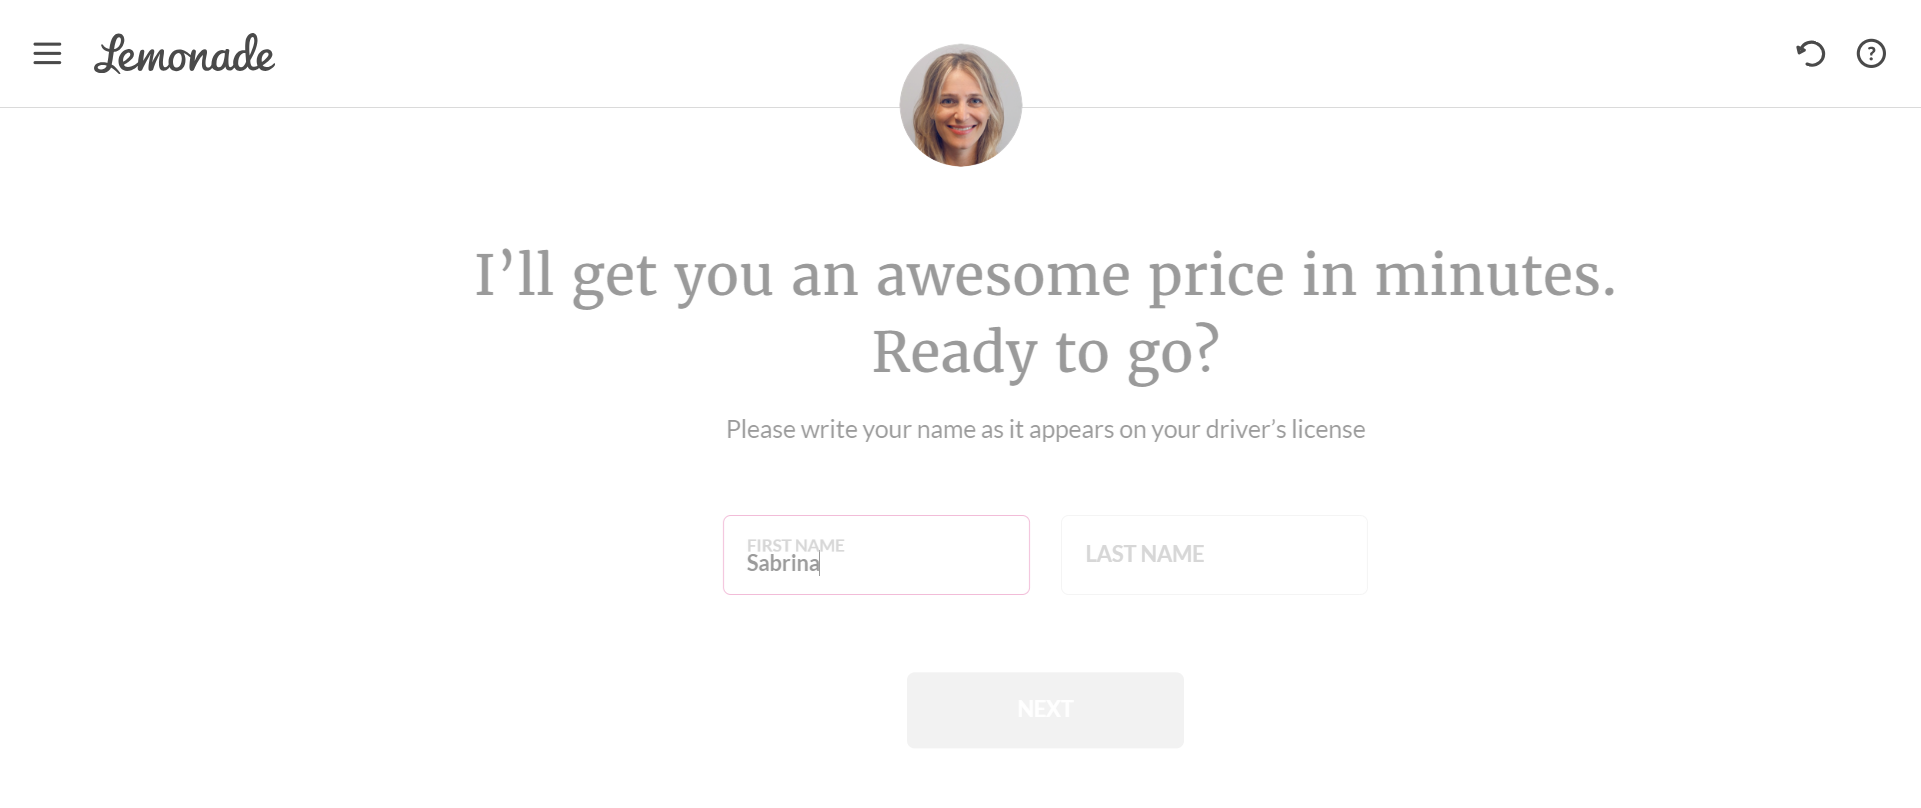 Lemonade
I’ll get you an awesome price in minutes.
Ready to go?
Please write your name as it appears on your driver’s license
FIRST NAME
Sabrina
LAST NAME
NEXT